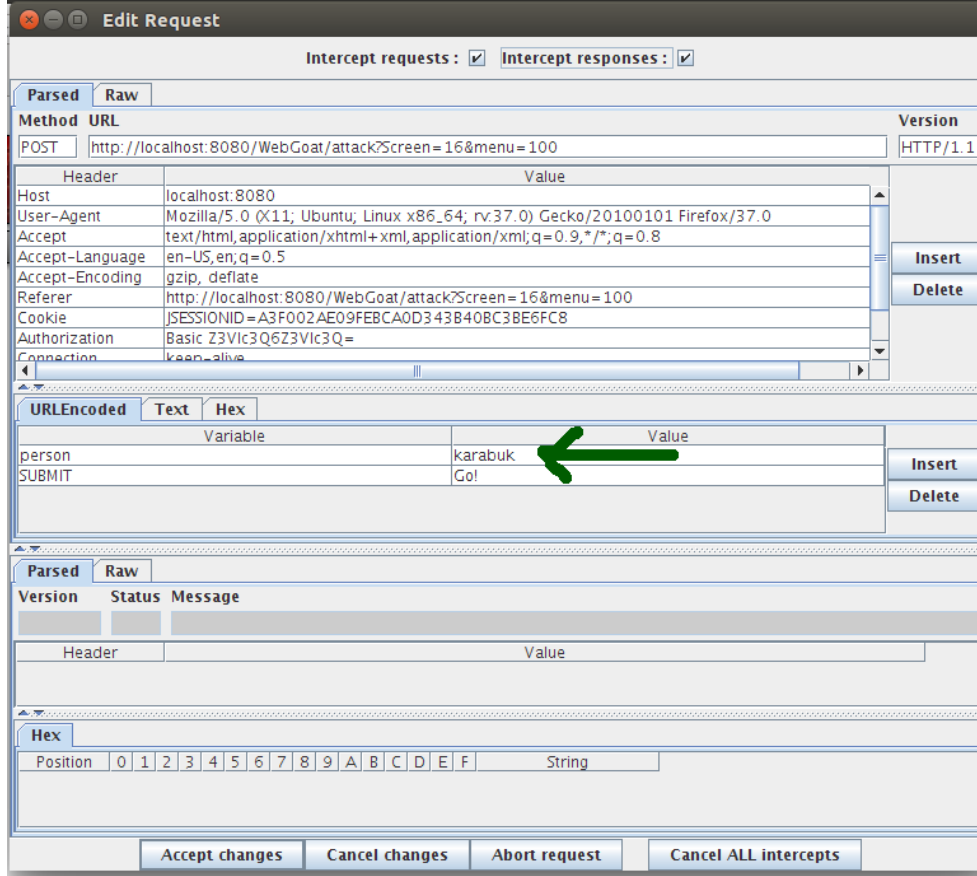 Edit Request
Intercept requests : Intercept responses :
Parsed Raw
Method URL Version
POST http://localhost:8080/WebGoat/attack?Screen=16&menu=100 HTTP/1.1
Header Value
Host localhost:8080
User-Agent Mozilla/5.0 (X11; Ubuntu; Linux x86_64; rv:37.0) Gecko/20100101 Firefox/37.0
Accept text/html,application/xhtml+xml,application/xml;q=0.9,*/*;q=0.8
Accept-Language en-US,en;q=0.5
Insert
Accept-Encoding gzip, deflate
Delete
Referer http://localhost:8080/WebGoat/attack?Screen=16&menu=100
Cookie JSESSIONID=A3F002AE09FEBCA0D343B40BC3BE6FC8
Authorization Basic Z3Vlc3Q6Z3Vlc3Q=
Connection keep-alive
URLEncoded Text Hex
Variable Value
person karabuk
Insert
SUBMIT Go!
Delete
Parsed Raw
Version Status Message
Header Value
Hex
Position 0 1 2 3 4 5 6 7 8 9 A B C D E F String
Accept changes Cancel changes Abort request Cancel ALL intercepts